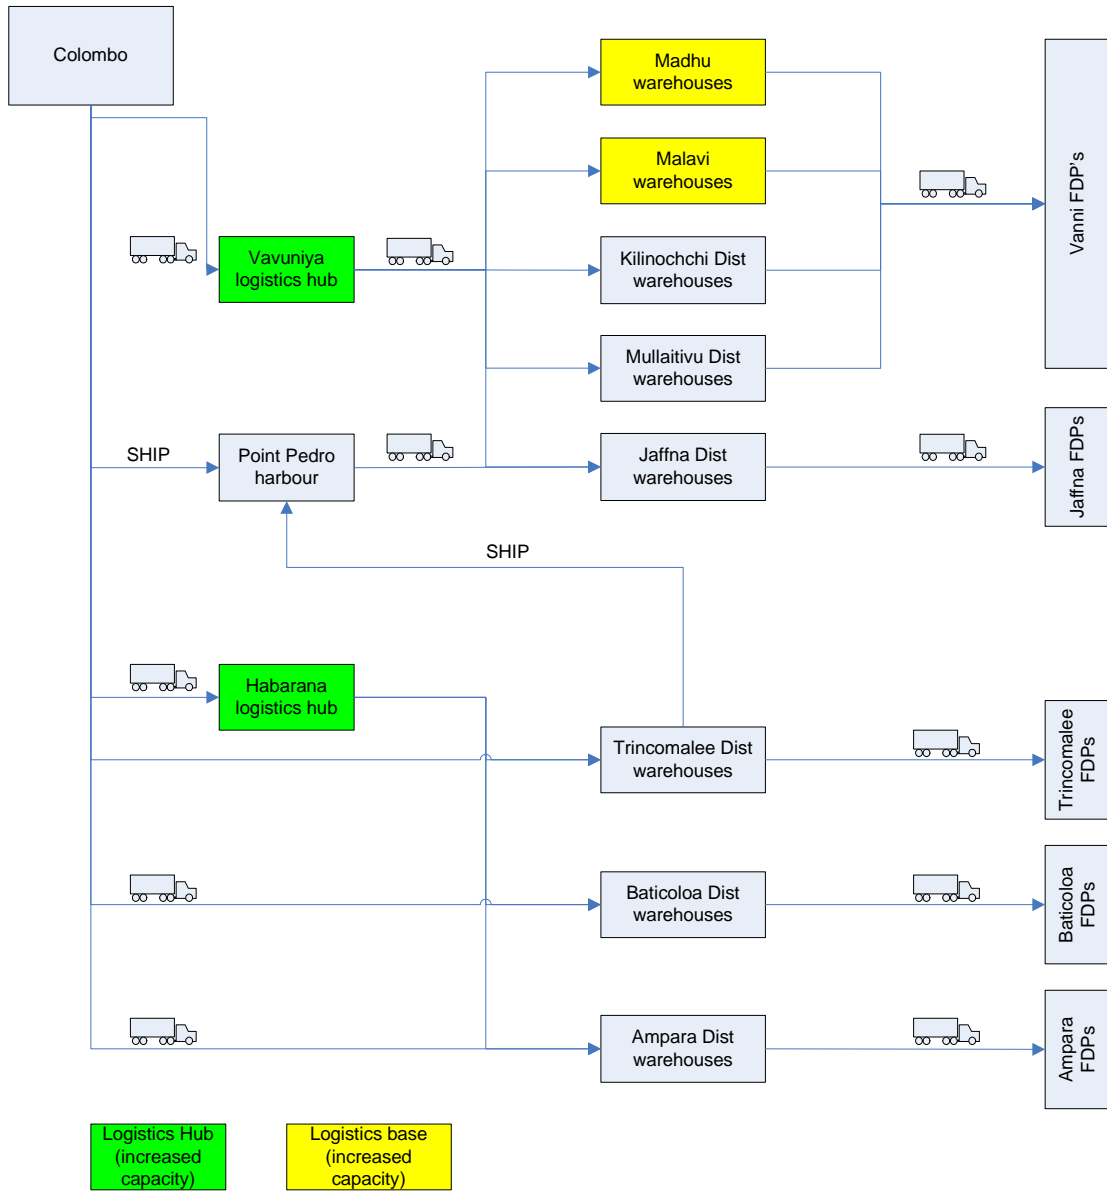 Colombo
Madhu
warehouses
Malavi
warehouses
Vanni FDP's
Vavuniya
logistics hub
Kilinochchi Dist
warehouses
Mullaitivu Dist
warehouses
SHIP
Point Pedro
harbour
Jaffna Dist
warehouses
Jaffna FDPs
SHIP
Habarana
logistics hub
Trincomalee Dist
warehouses
Trincomalee
FDPs
Baticoloa Dist
warehouses
Baticoloa
FDPs
Ampara Dist
warehouses
Ampara
FDPs
Logistics Hub
(increased
capacity)
Logistics base
(increased
capacity)